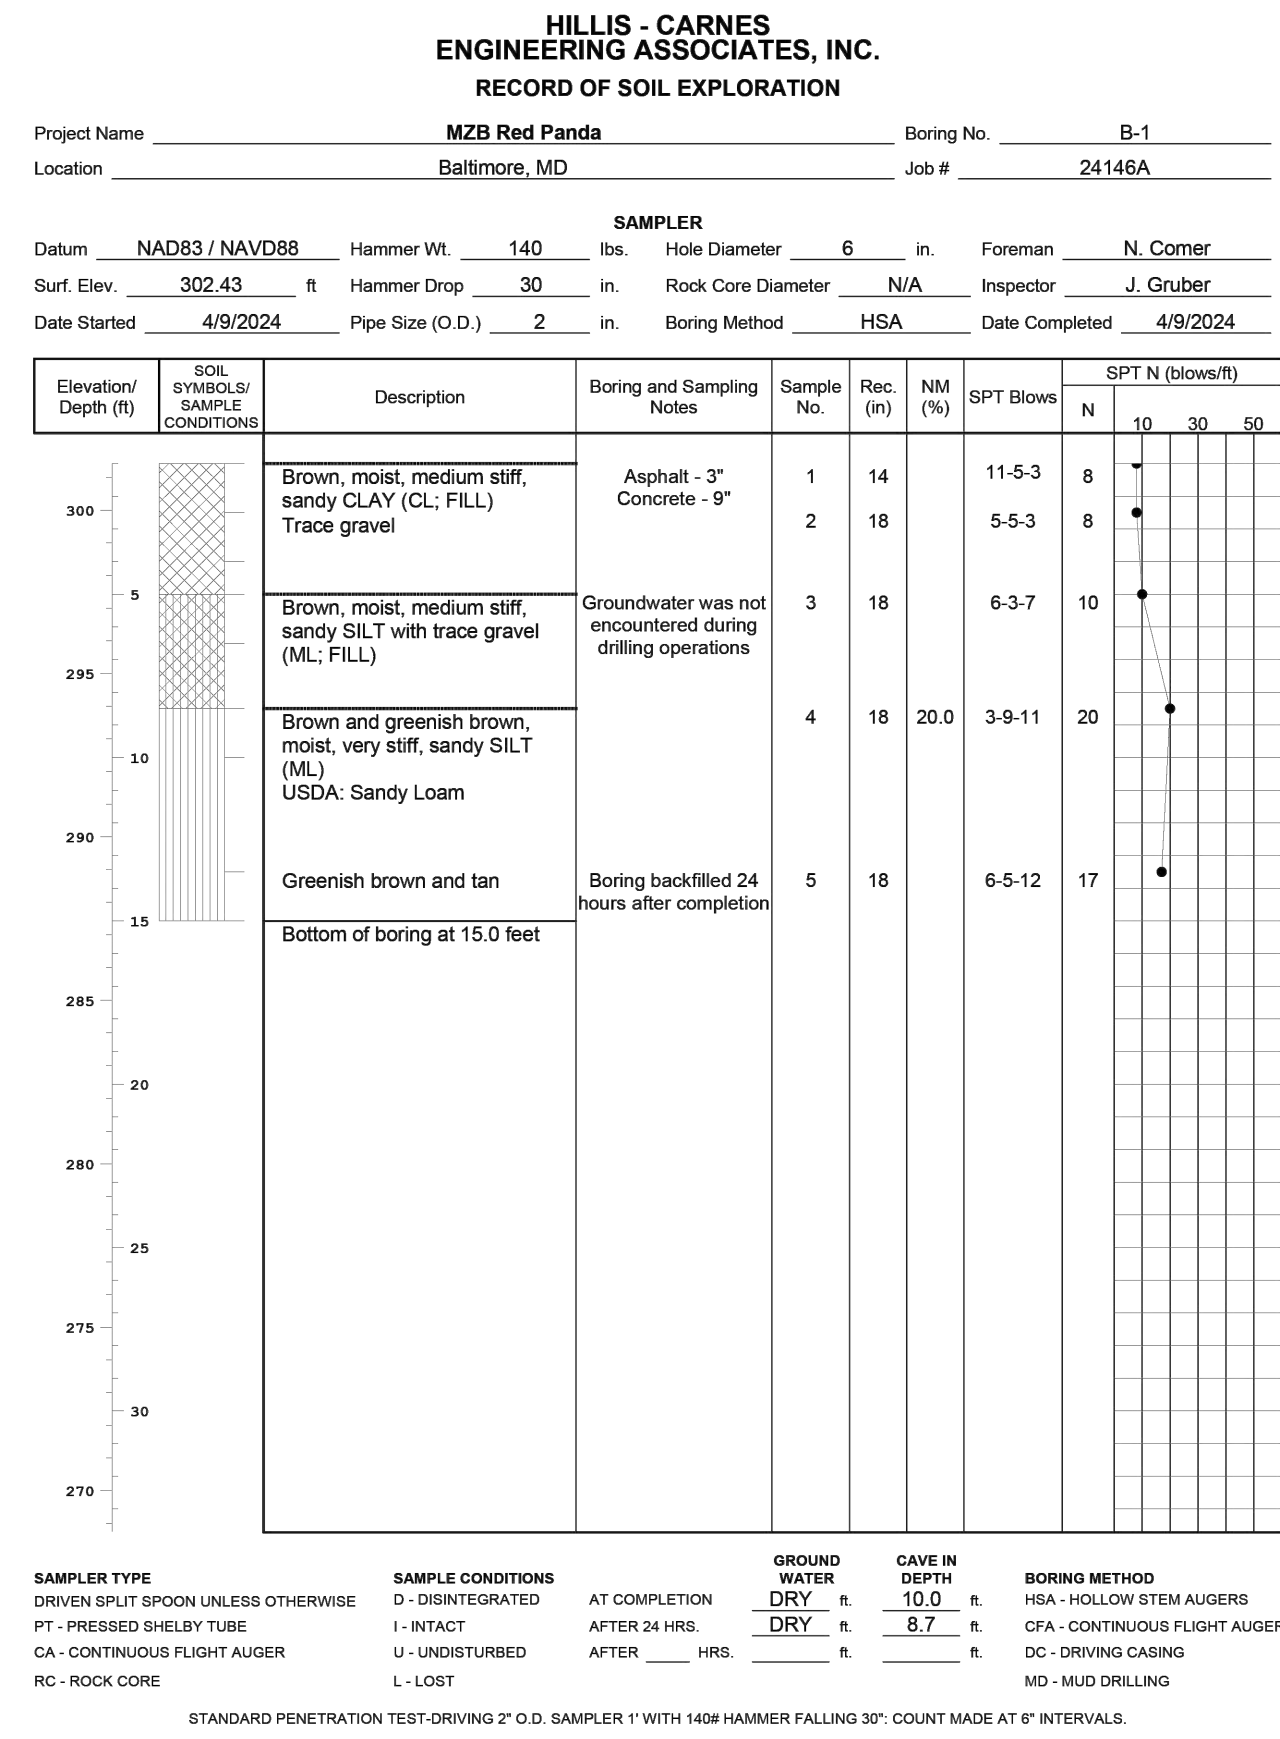 HILLIS - CARNES
ENGINEERING ASSOCIATES, INC.
RECORD OF SOIL EXPLORATION
Project Name MZB Red Panda Boring No. B-1
Location Baltimore, MD Job # 24146A
SAMPLER
Datum NAD83 / NAVD88 Hammer Wt. 140 lbs. Hole Diameter 6 in. Foreman N. Comer
Surf. Elev. 302.43 ft Hammer Drop 30 in. Rock Core Diameter N/A Inspector J. Gruber
Date Started 4/9/2024 Pipe Size (O.D.) 2 in. Boring Method HSA Date Completed 4/9/2024
Elevation/
Depth (ft)
SOIL
SYMBOLS/
SAMPLE
CONDITIONS
Description
Boring and Sampling
Notes
Sample
No.
Rec.
(in)
NM
(%)
SPT Blows
SPT N (blows/ft)
N
10 30 50
Brown, moist, medium stiff,
sandy CLAY (CL; FILL)
Trace gravel
Asphalt - 3"
Concrete - 9"
1 14 11-5-3 8
300
2 18 5-5-3 8
5
Brown, moist, medium stiff,
sandy SILT with trace gravel
(ML; FILL)
Groundwater was not
encountered during
drilling operations
3 18 6-3-7 10
295
Brown and greenish brown,
moist, very stiff, sandy SILT
(ML)
USDA: Sandy Loam
4 18 20.0 3-9-11 20
10
290
Greenish brown and tan
Boring backfilled 24
hours after completion
5 18 6-5-12 17
15
Bottom of boring at 15.0 feet
285
20
280
25
275
30
270
GROUND
WATER
CAVE IN
DEPTH
SAMPLER TYPE
DRIVEN SPLIT SPOON UNLESS OTHERWISE
PT - PRESSED SHELBY TUBE
CA - CONTINUOUS FLIGHT AUGER
RC - ROCK CORE
SAMPLE CONDITIONS
D - DISINTEGRATED
I - INTACT
U - UNDISTURBED
L - LOST
AT COMPLETION DRY ft. 10.0 ft.
AFTER 24 HRS. DRY ft. 8.7 ft.
AFTER ____ HRS. ft. ft.
BORING METHOD
HSA - HOLLOW STEM AUGERS
CFA - CONTINUOUS FLIGHT AUGER
DC - DRIVING CASING
MD - MUD DRILLING
STANDARD PENETRATION TEST-DRIVING 2" O.D. SAMPLER 1' WITH 140# HAMMER FALLING 30": COUNT MADE AT 6" INTERVALS.